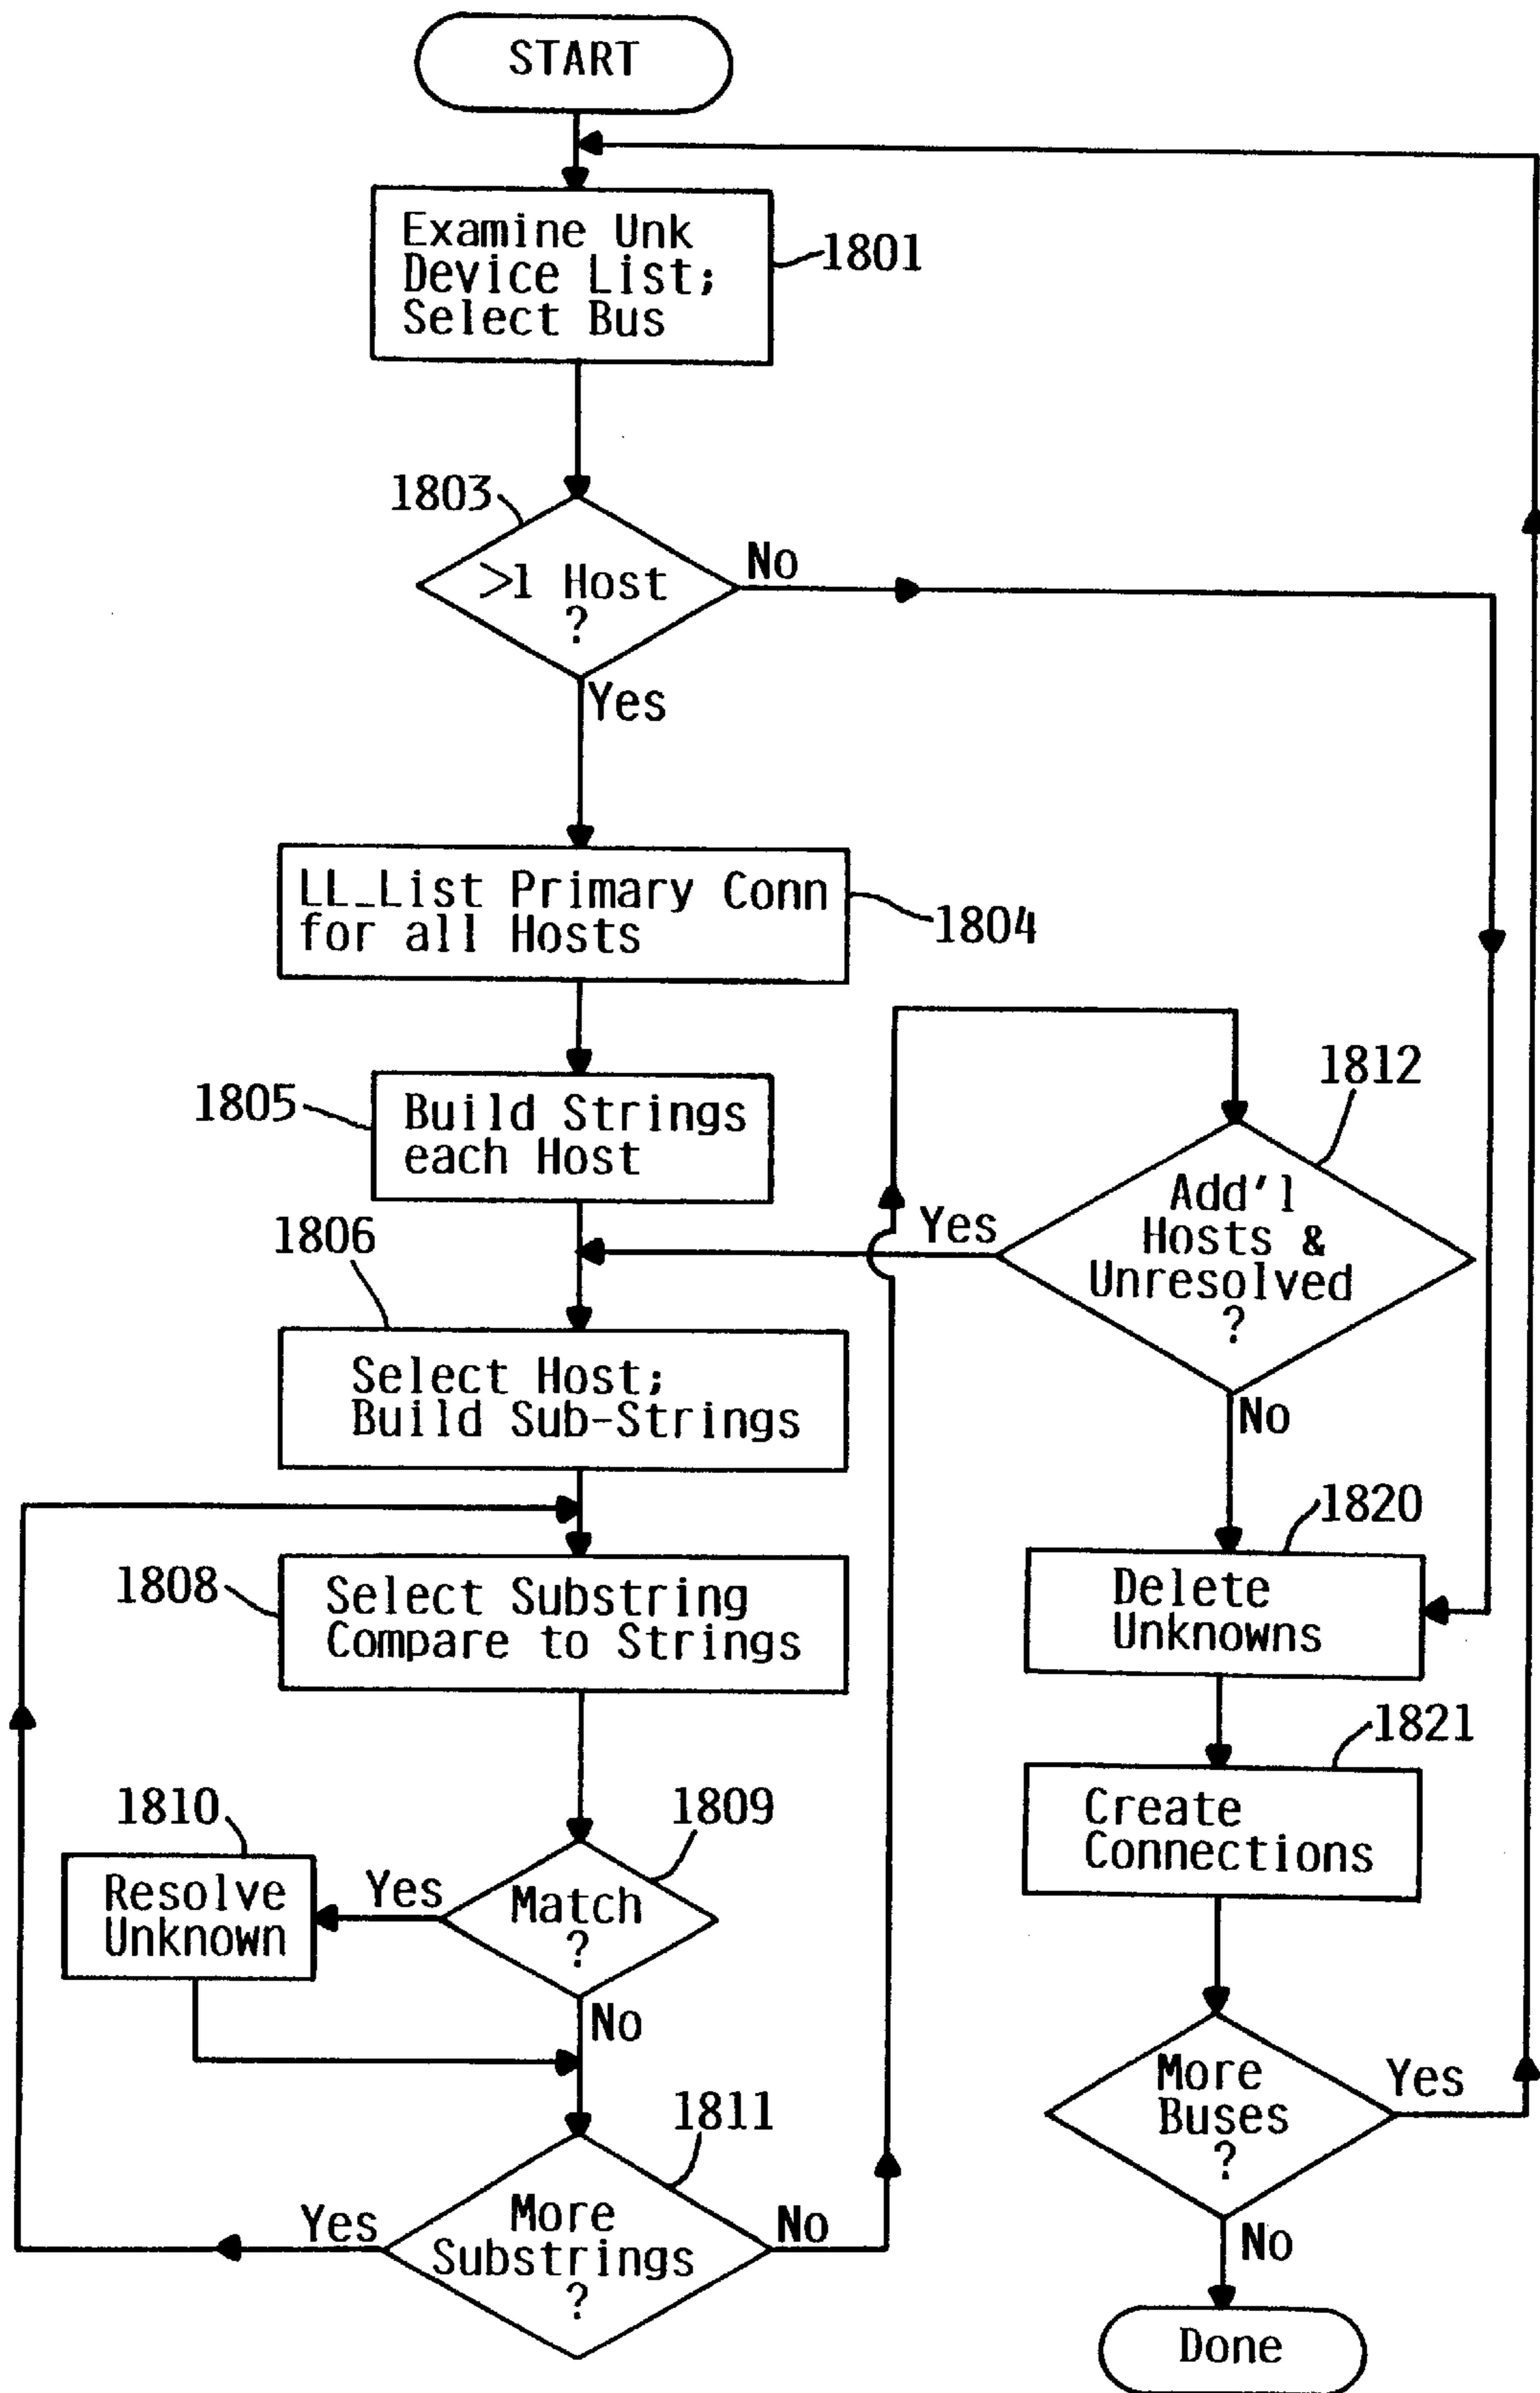 START
Examine Unk
Device List;
Select Bus
1801
1803
>1 Host
?
No
Yes
LL_List Primary Conn
for all Hosts
1804
1805
Build Strings
each Host
1812
Add'l
Hosts &
Unresolved
?
Yes
No
1806
Select Host;
Build Sub-Strings
1808
Select Substring
Compare to Strings
1820
Delete
Unknowns
1821
Create
Connections
1810
Resolve
Unknown
Yes
1809
Match
?
No
1811
More
Substrings
?
Yes
No
More
Buses
?
Yes
No
Done